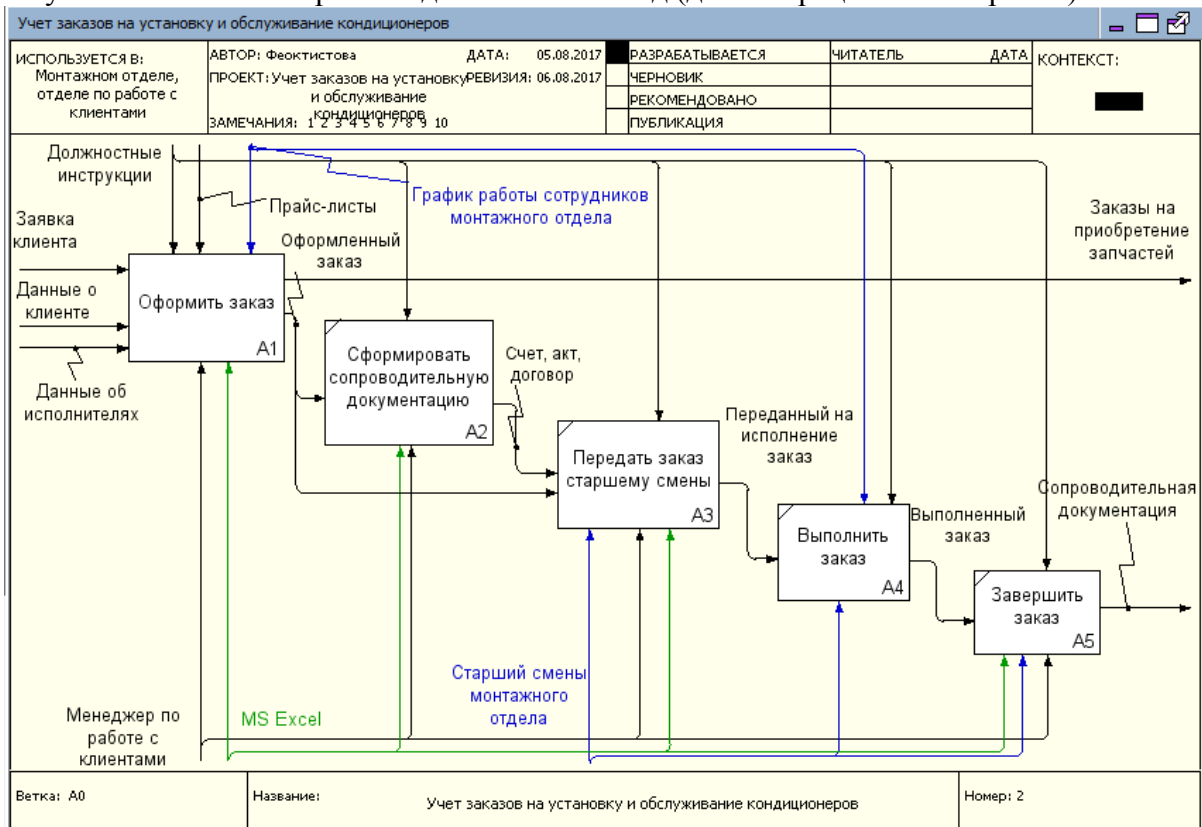 Учет заказов на установку и обслуживание кондиционеров
ИСПОЛЬЗУЕТСЯ В:
Монтажном отделе,
отделе по работе с
клиентами
АВТОР: Феоктистова
ДАТА: 05.08.2017
ПРОЕКТ: Учет заказов на установку
и обслуживание
кондиционеров
РЕВИЗИЯ: 06.08.2017
ЗАМЕЧАНИЯ: 1 2 3 4 5 6 7 8 9 10
РАЗРАБАТЫВАЕТСЯ
ЧЕРНОВИК
РЕКОМЕНДОВАНО
ПУБЛИКАЦИЯ
ЧИТАТЕЛЬ
ДАТА
КОНТЕКСТ:
Должностные
инструкции
Прайс-листы
График работы сотрудников
монтажного отдела
Заявка
клиента
Оформленный
заказ
Заказы на
приобретение
запчастей
Данные о
клиенте
Оформить заказ
A1
Данные об
исполнителях
Сформировать
сопроводительную
документацию
A2
Счет, акт,
договор
Передать заказ
старшему смены
A3
Переданный на
исполнение
заказ
Выполнить
заказ
A4
Выполненный
заказ
Сопроводительная
документация
Завершить
заказ
A5
Старший смены
монтажного
отдела
MS Excel
Менеджер по
работе с
клиентами
Ветка: A0
Название:
Учет заказов на установку и обслуживание кондиционеров
Номер: 2